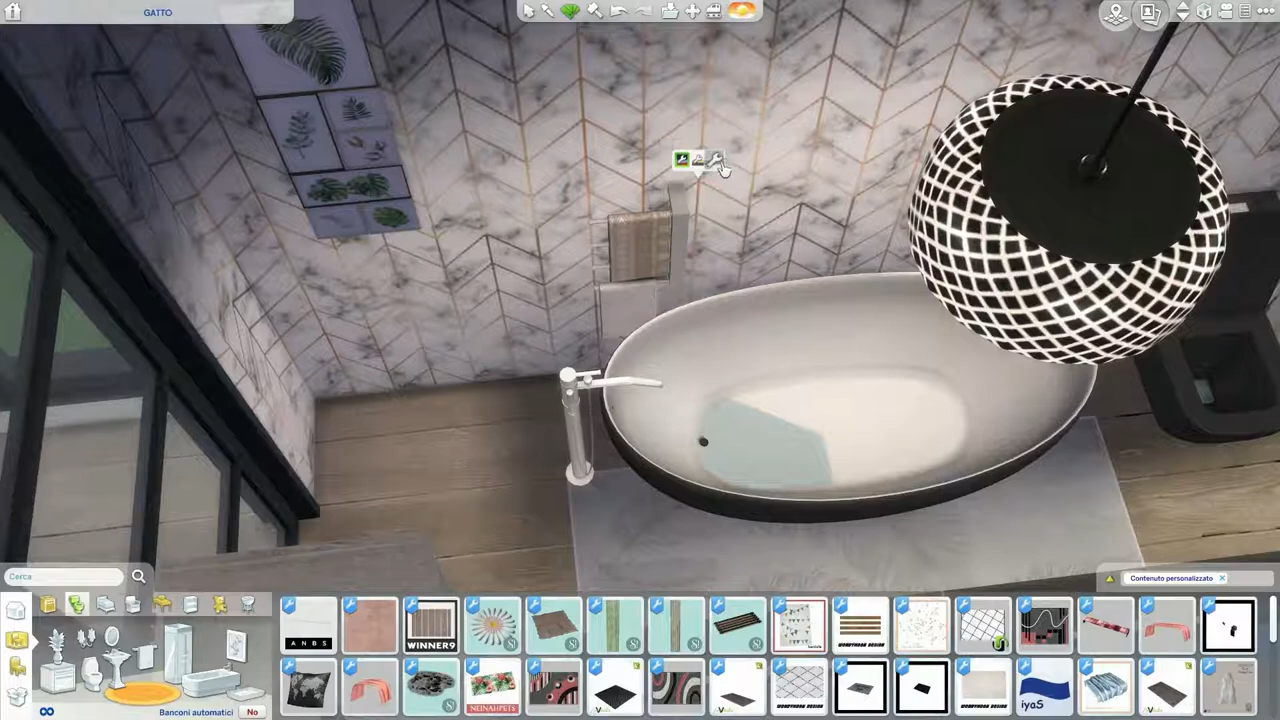 GATTO
Cerca
Contenuto personalizzato
ANBS
WINNER9
NEINAHPETS
iyaS
Banconi automatici No